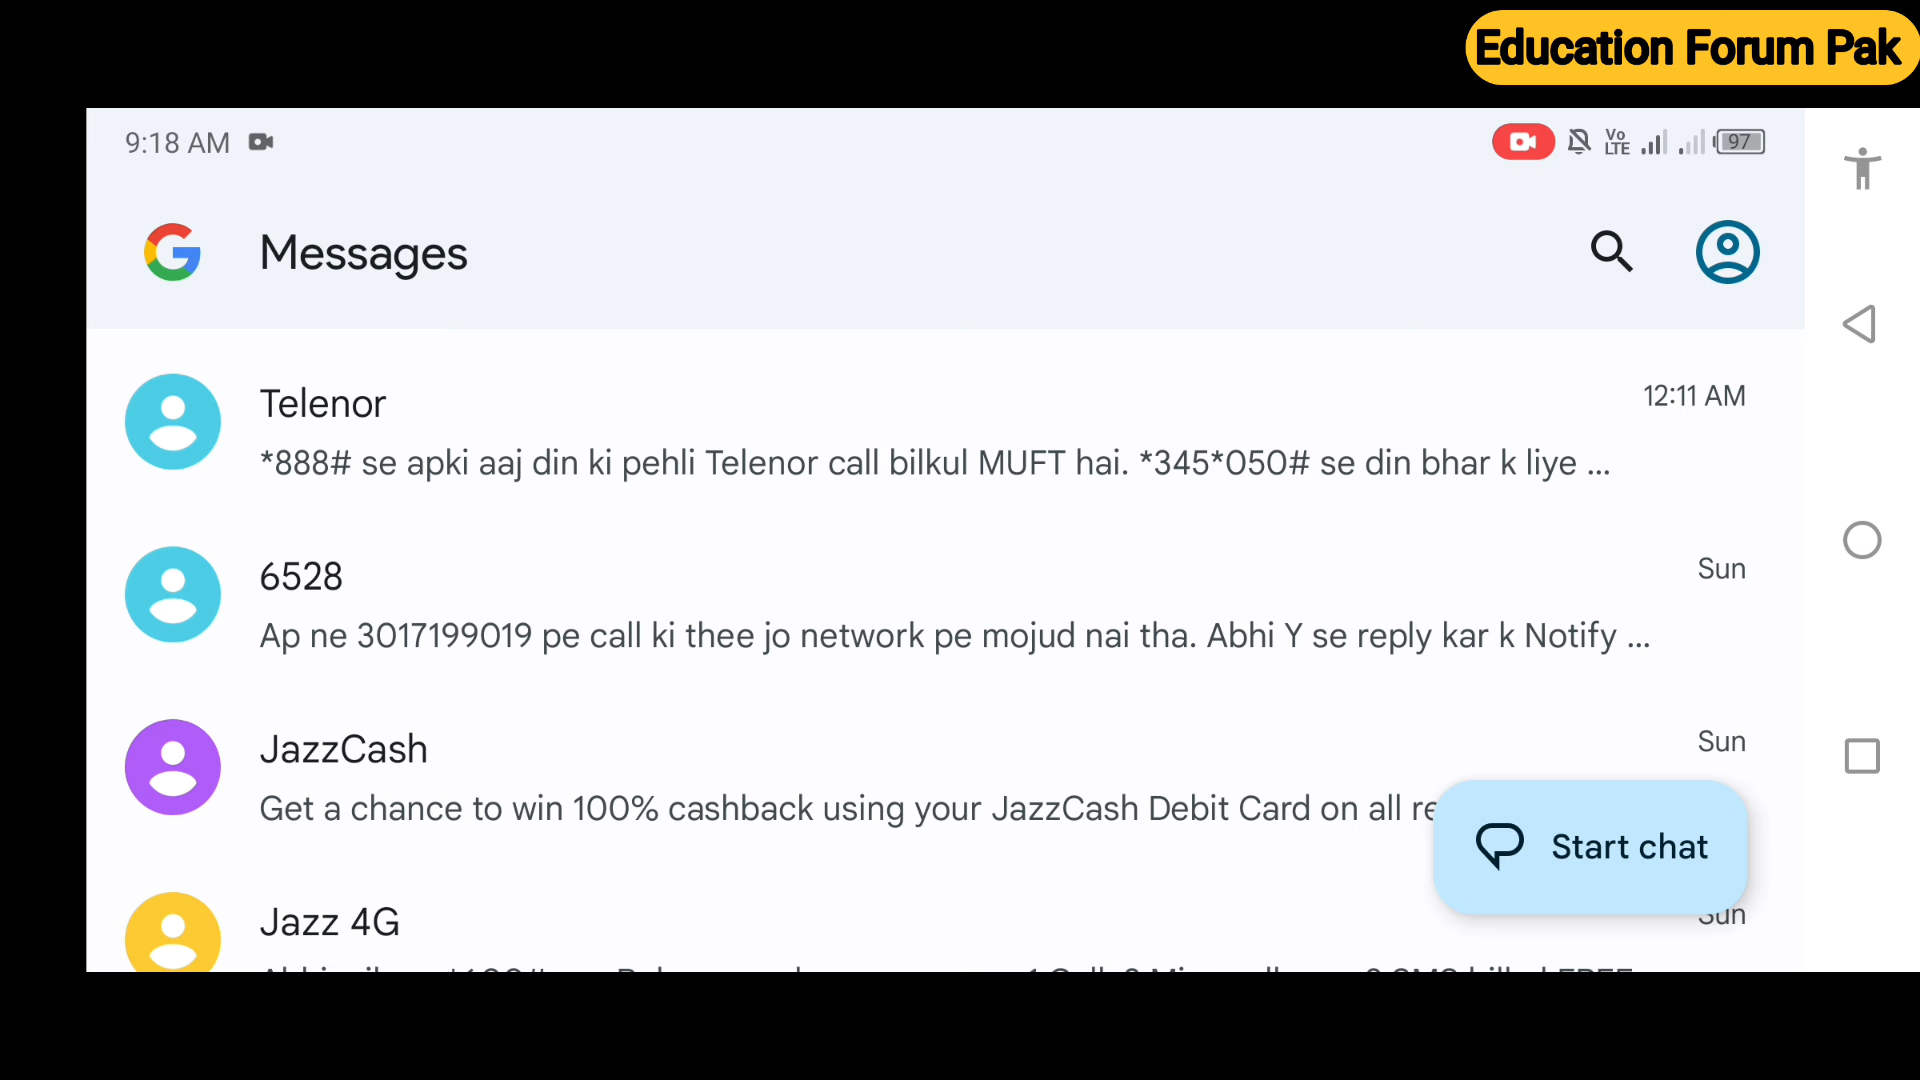 Education Forum Pak
9:18 AM
Vo
LTE
97
Messages
Telenor
12:11 AM
*888# se apki aaj din ki pehli Telenor call bilkul MUFT hai. *345*050# se din bhar k liye ...
6528
Sun
Ap ne 3017199019 pe call ki thee jo network pe mojud nai tha. Abhi Y se reply kar k Notify ...
JazzCash
Sun
Get a chance to win 100% cashback using your JazzCash Debit Card on all
Start chat
Jazz 4G
Sun